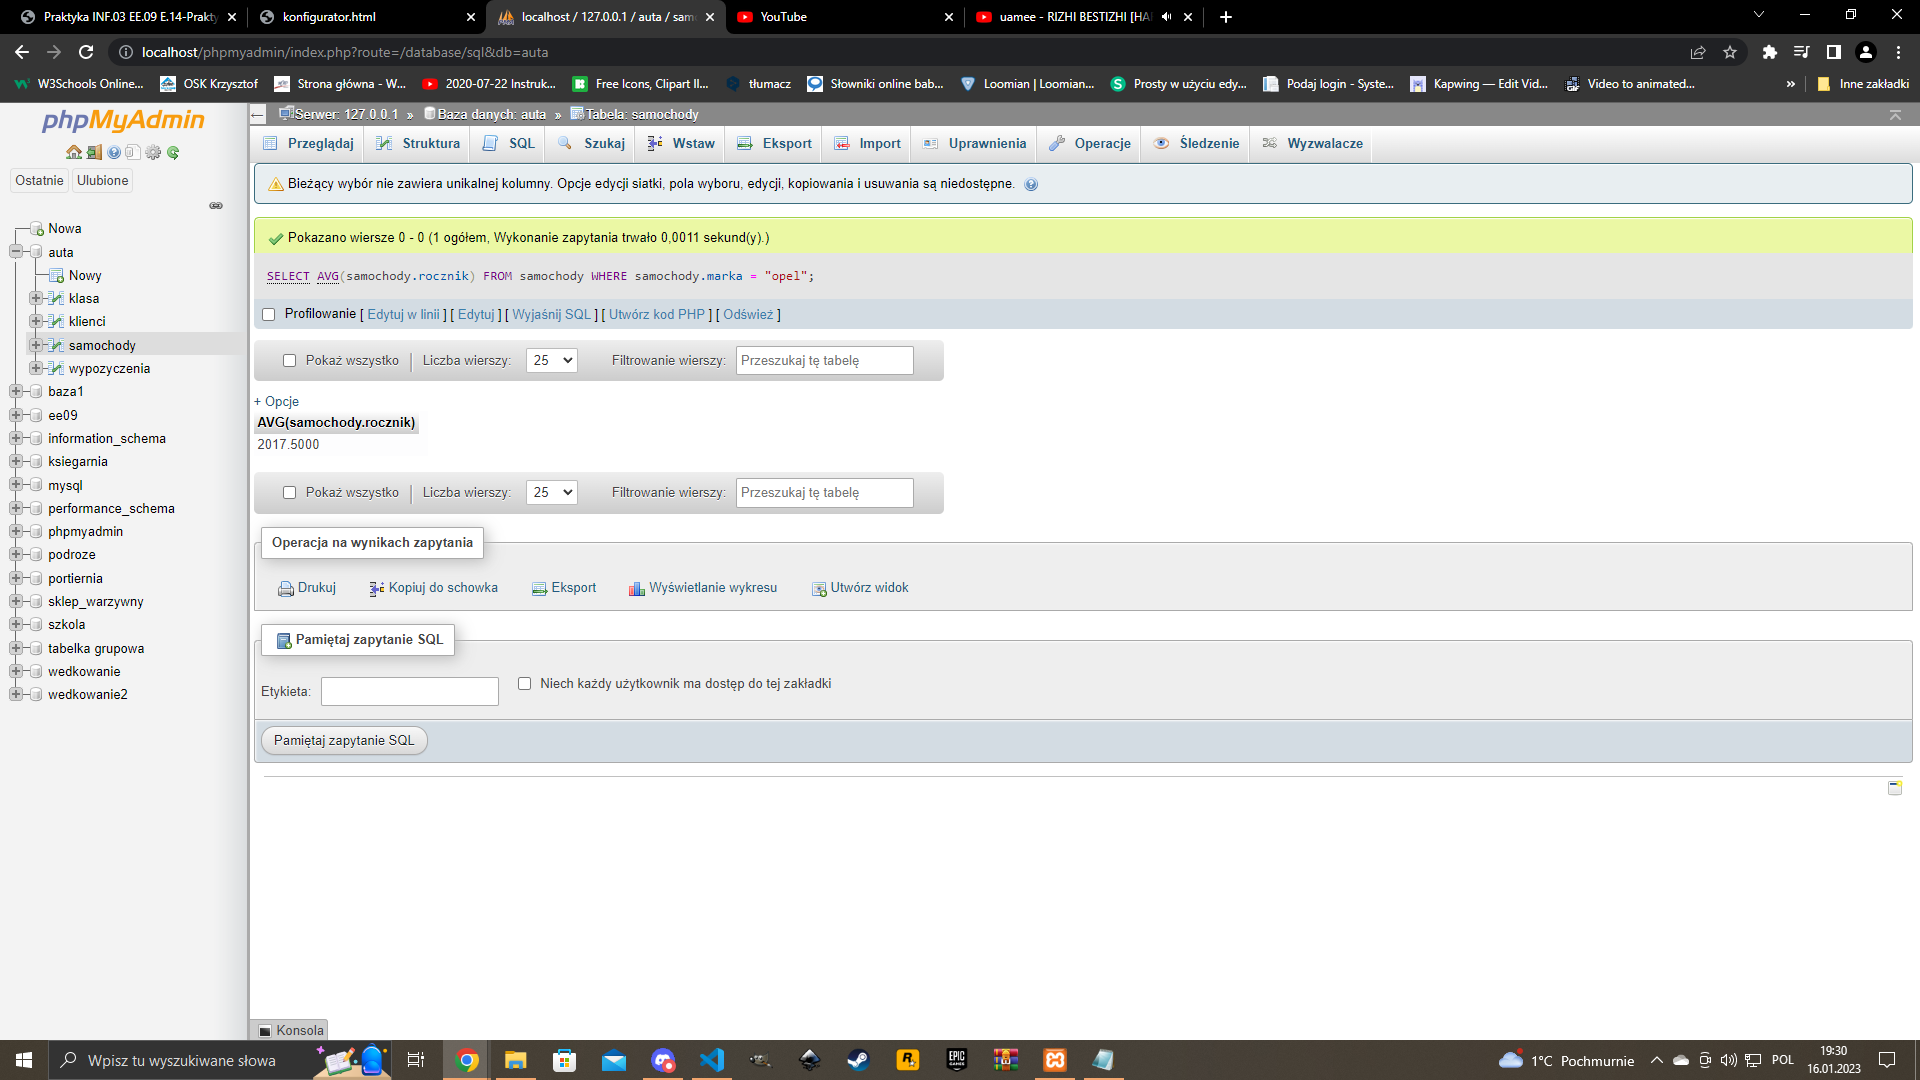 Praktyka INF.03 EE.09 E.14-Prakty
konfigurator.html
localhost / 127.0.0.1 / auta / sam
YouTube
uamee - RIZHI BESTIZHI [HA
localhost/phpmyadmin/index.php?route=/database/sql&db=auta
W3Schools Online...
OSK Krzysztof
Strona główna - W...
2020-07-22 Instruk...
Free Icons, Clipart Il...
tłumacz
Słowniki online bab...
Loomian | Loomian...
Prosty w użyciu edy...
Podaj login - Syste...
Kapwing — Edit Vid...
Video to animated...
»
Inne zakładki
phpMyAdmin
Ostatnie
Ulubione
Nowa
auta
Nowy
klasa
klienci
samochody
wypozyczenia
baza1
ee09
information_schema
ksiegarnia
mysql
performance_schema
phpmyadmin
podroze
portiernia
sklep_warzywny
szkola
tabelka grupowa
wedkowanie
wedkowanie2
Serwer: 127.0.0.1 » Baza danych: auta » Tabela: samochody
Przeglądaj
Struktura
SQL
Szukaj
Wstaw
Eksport
Import
Uprawnienia
Operacje
Śledzenie
Wyzwalacze
Bieżący wybór nie zawiera unikalnej kolumny. Opcje edycji siatki, pola wyboru, edycji, kopiowania i usuwania są niedostępne.
Pokazano wiersze 0 - 0 (1 ogółem, Wykonanie zapytania trwało 0,0011 sekund(y).)
SELECT AVG(samochody.rocznik) FROM samochody WHERE samochody.marka = "opel";
Profilowanie [ Edytuj w linii ] [ Edytuj ] [ Wyjaśnij SQL ] [ Utwórz kod PHP ] [ Odśwież ]
Pokaż wszystko | Liczba wierszy: 25 Filtrowanie wierszy: Przeszukaj tę tabelę
+ Opcje
AVG(samochody.rocznik)
2017.5000
Pokaż wszystko | Liczba wierszy: 25 Filtrowanie wierszy: Przeszukaj tę tabelę
Operacja na wynikach zapytania
Drukuj
Kopiuj do schowka
Eksport
Wyświetlanie wykresu
Utwórz widok
Pamiętaj zapytanie SQL
Etykieta:
Niech każdy użytkownik ma dostęp do tej zakładki
Pamiętaj zapytanie SQL
Konsola
Wpisz tu wyszukiwane słowa
EPIC GAMES
1°C Pochmurnie
POL
19:30
16.01.2023